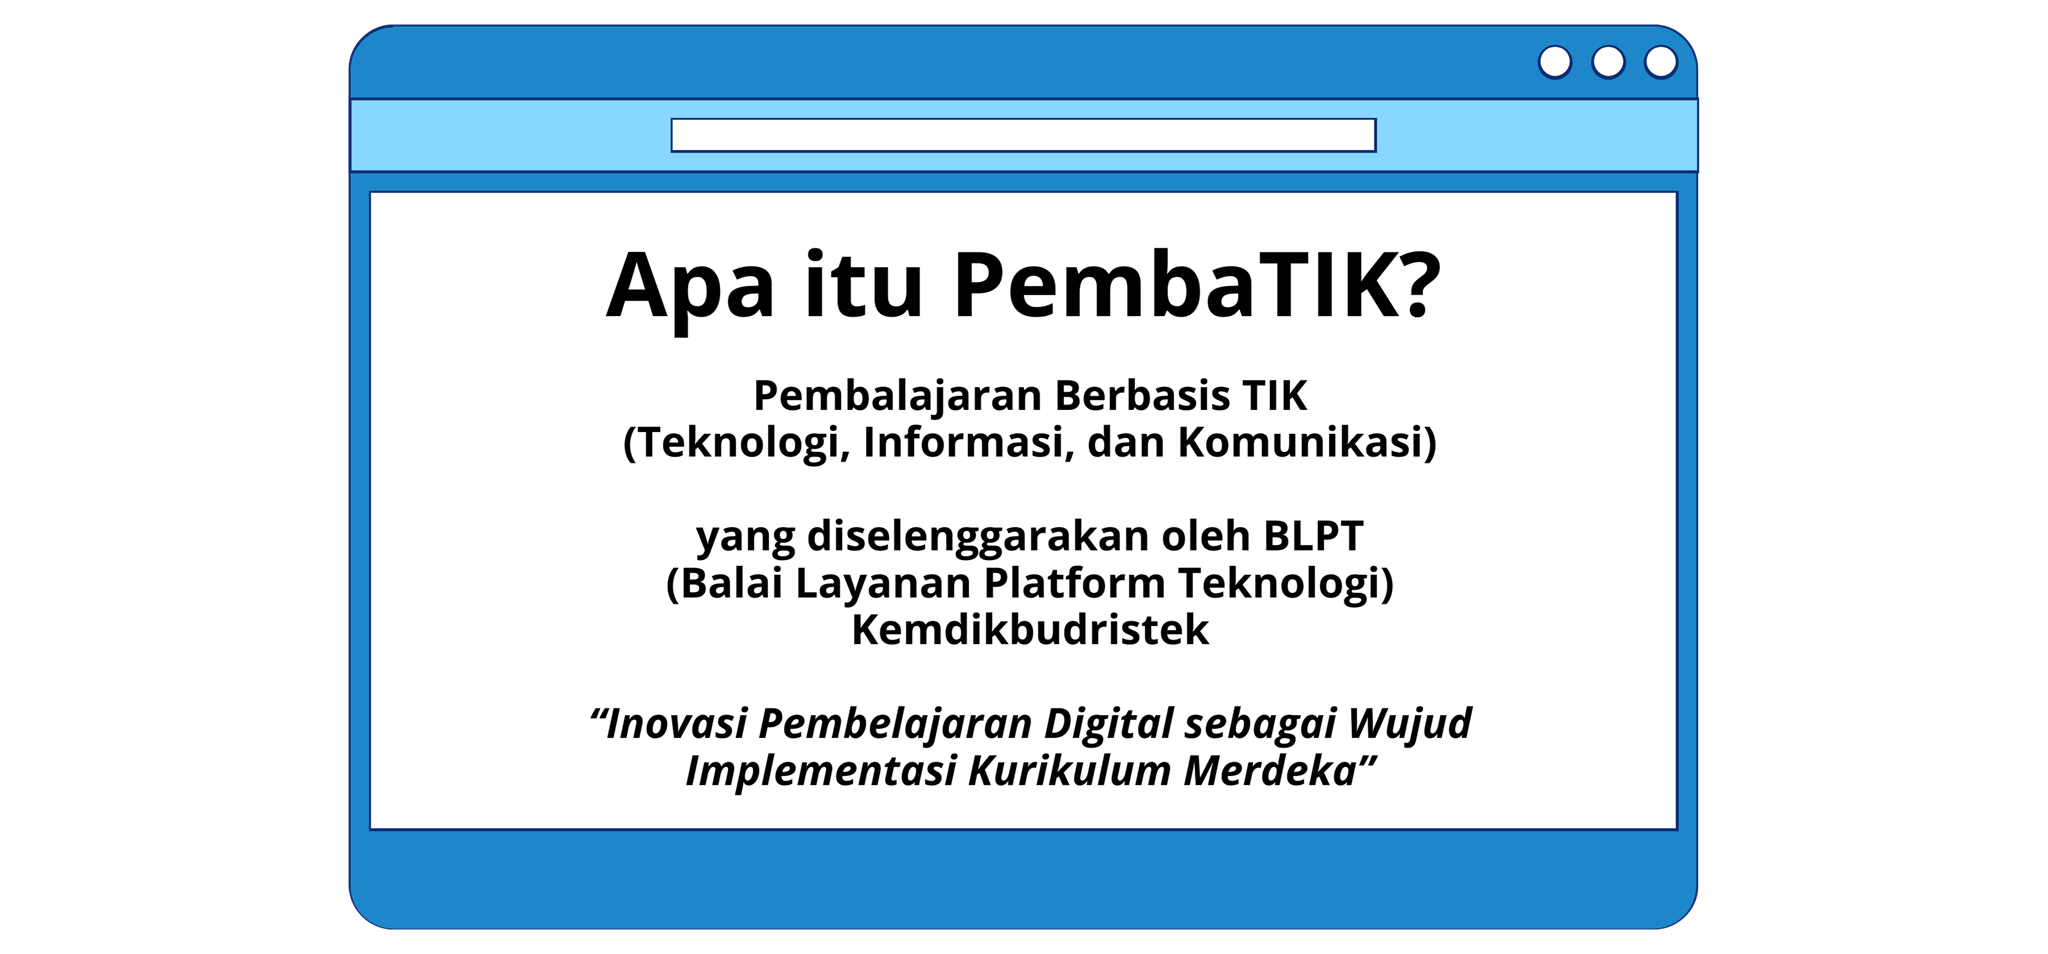 Apa itu PembaTIK?
Pembalajaran Berbasis TIK
(Teknologi, Informasi, dan Komunikasi)
yang diselenggarakan oleh BLPT
(Balai Layanan Platform Teknologi)
Kemdikbudristek
“Inovasi Pembelajaran Digital sebagai Wujud
Implementasi Kurikulum Merdeka”